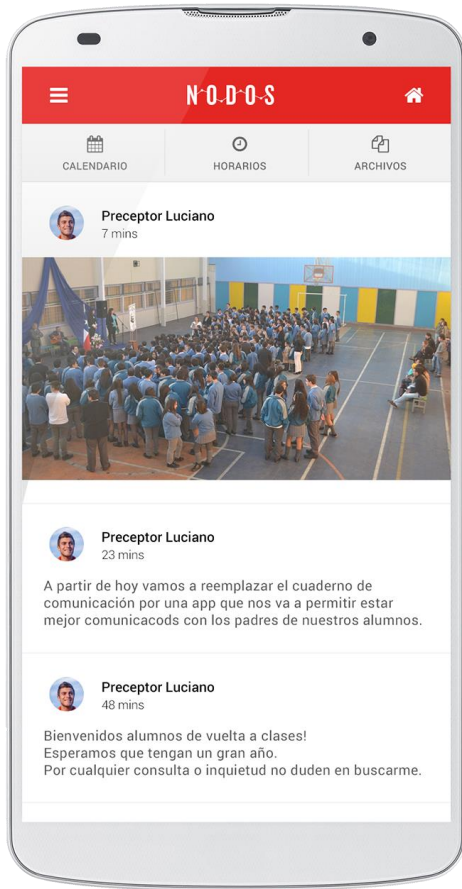 NODOS
CALENDARIO
HORARIOS
ARCHIVOS
Preceptor Luciano
7 mins
Preceptor Luciano
23 mins
A partir de hoy vamos a reemplazar el cuaderno de
comunicación por una app que nos va a permitir estar
mejor comunicacods con los padres de nuestros alumnos.
Preceptor Luciano
48 mins
Bienvenidos alumnos de vuelta a clases!
Esperamos que tengan un gran año.
Por cualquier consulta o inquietud no duden en buscarme.